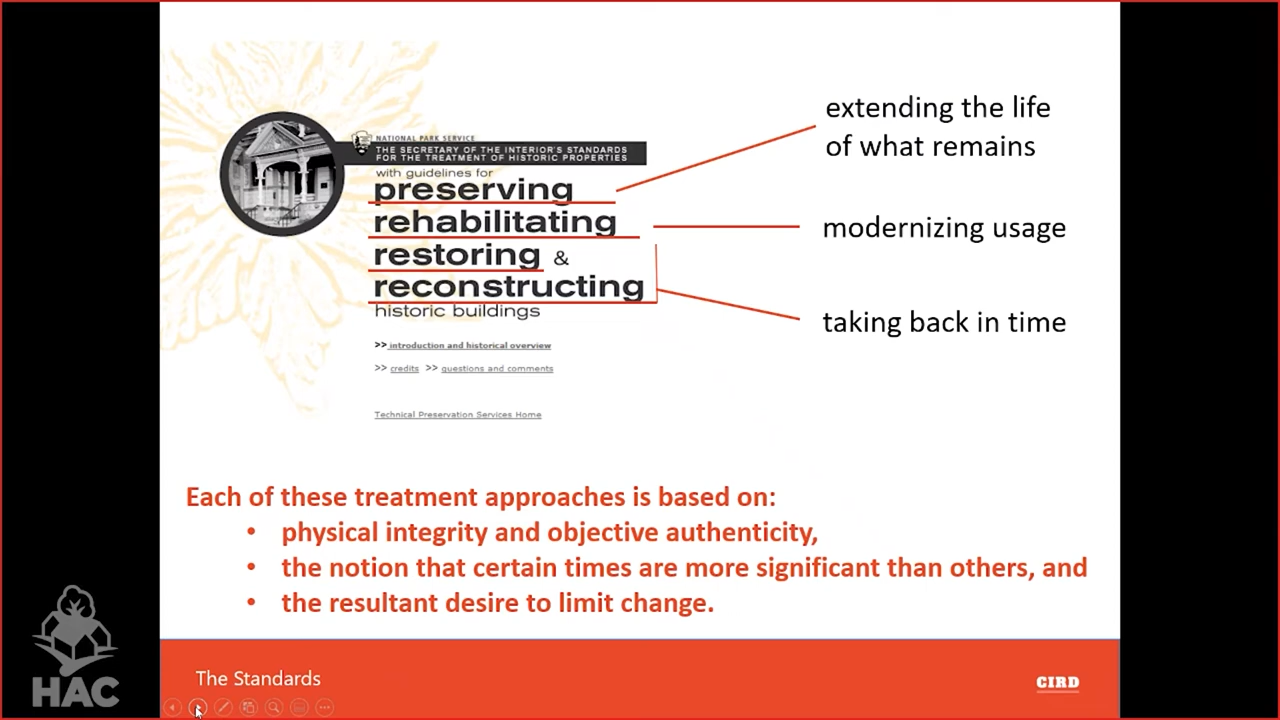 NATIONAL PARK SERVICE
THE SECRETARY OF THE INTERIOR'S STANDARDS
FOR THE TREATMENT OF HISTORIC PROPERTIES
with guidelines for
preserving
rehabilitating
restoring &
reconstructing
historic buildings
>> introduction and historical overview
>> credits >> questions and comments
Technical Preservation Services Home
extending the life
of what remains
modernizing usage
taking back in time
Each of these treatment approaches is based on:
• physical integrity and objective authenticity,
• the notion that certain times are more significant than others, and
• the resultant desire to limit change.
HAC
The Standards
CIRD